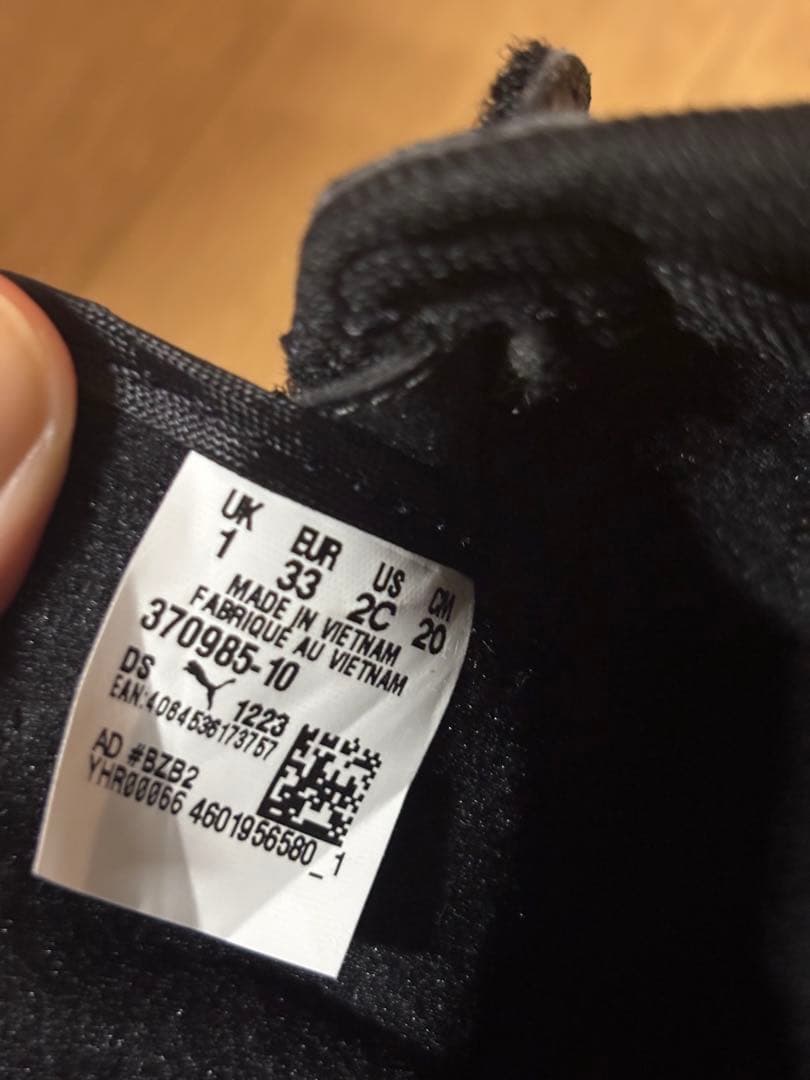 UK EUR US CM
1 33 2C 20
MADE IN VIETNAM
FABRIQUÉ AU VIETNAM
370985-10
DS 1223
EAN:4064536173757
AD #BZB2
YHR00066 4601956580_1